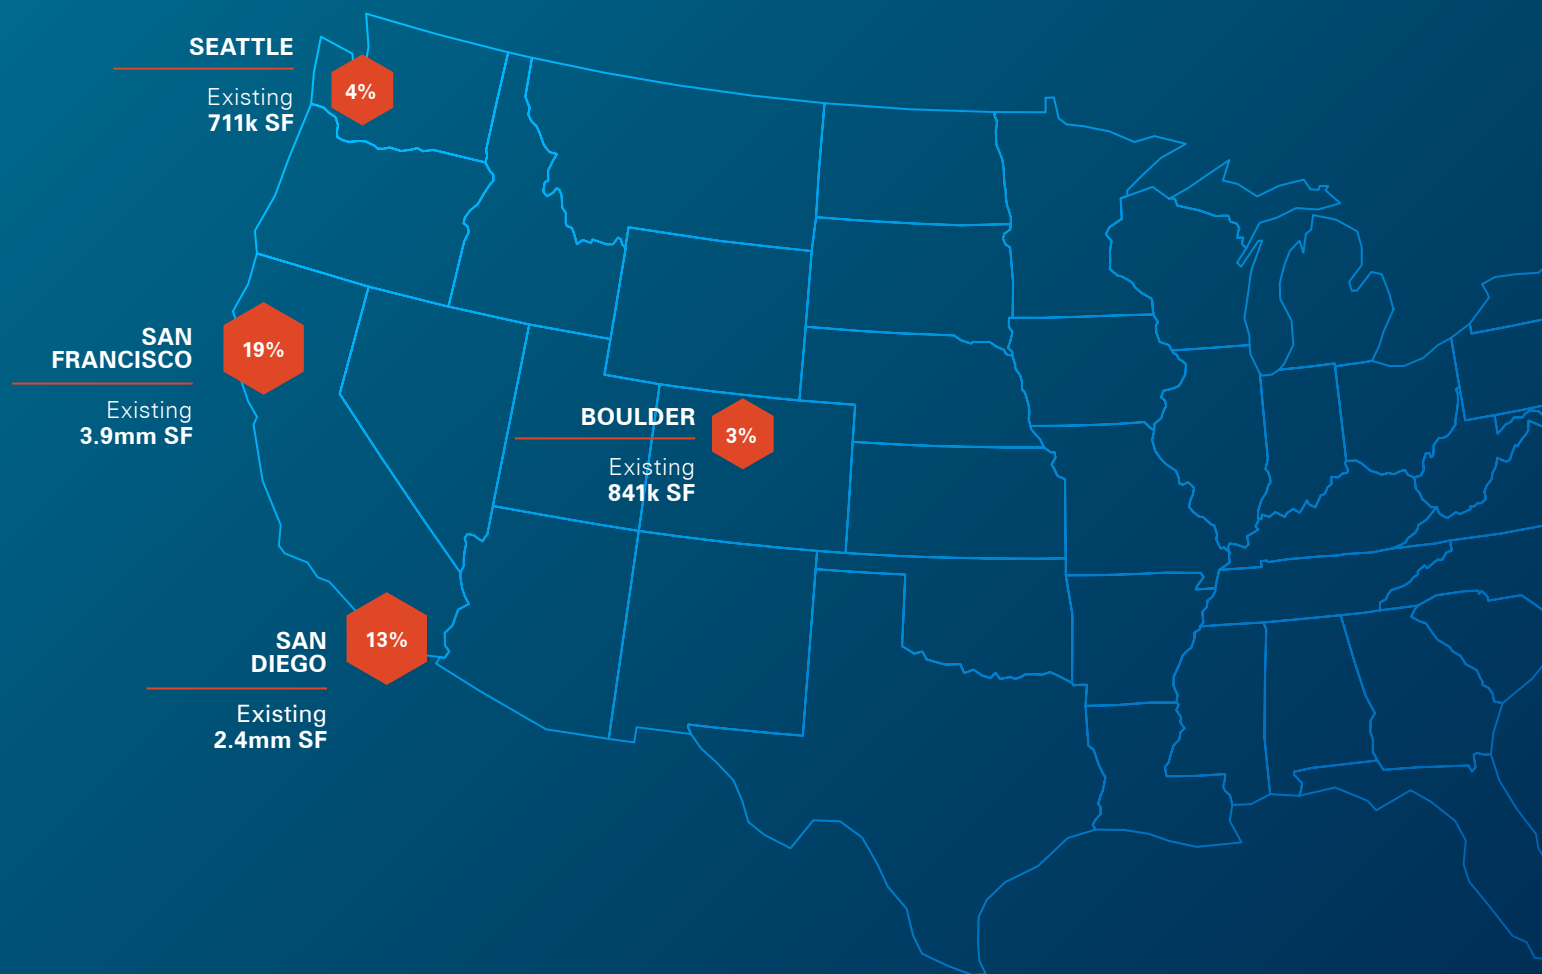 SEATTLE
4%
Existing
711k SF
SAN
FRANCISCO
19%
Existing
3.9mm SF
BOULDER
3%
Existing
841k SF
SAN
DIEGO
13%
Existing
2.4mm SF